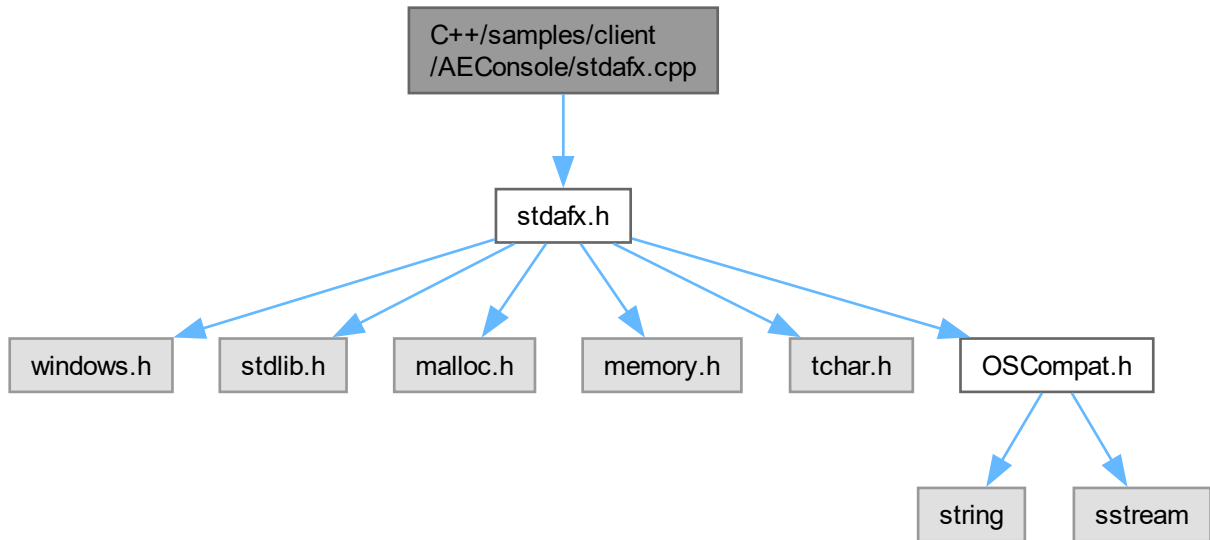 C++/samples/client
/AEConsole/stdafx.cpp
stdafx.h
windows.h
stdlib.h
malloc.h
memory.h
tchar.h
OSCompat.h
string
sstream